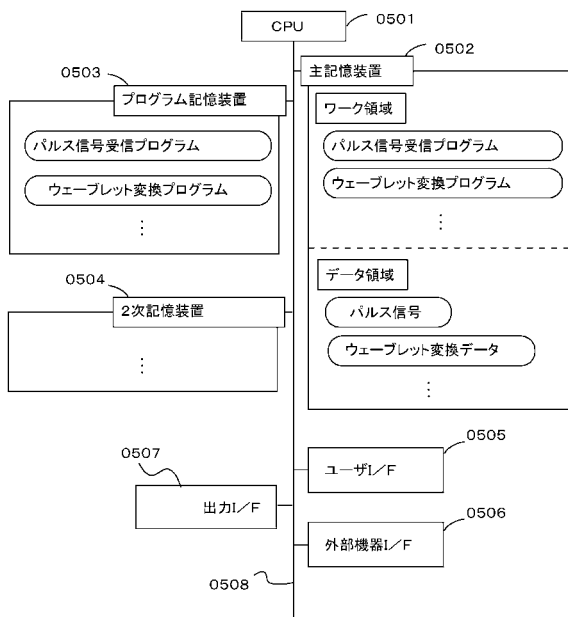 CPU
0501
0502
主記憶装置
0503
プログラム記憶装置
パルス信号受信プログラム
ウェーブレット変換プログラム
⋮
ワーク領域
パルス信号受信プログラム
ウェーブレット変換プログラム
⋮
データ領域
パルス信号
ウェーブレット変換データ
⋮
0504
2次記憶装置
⋮
0505
ユーザI/F
0507
出力I/F
0506
外部機器I/F
0508